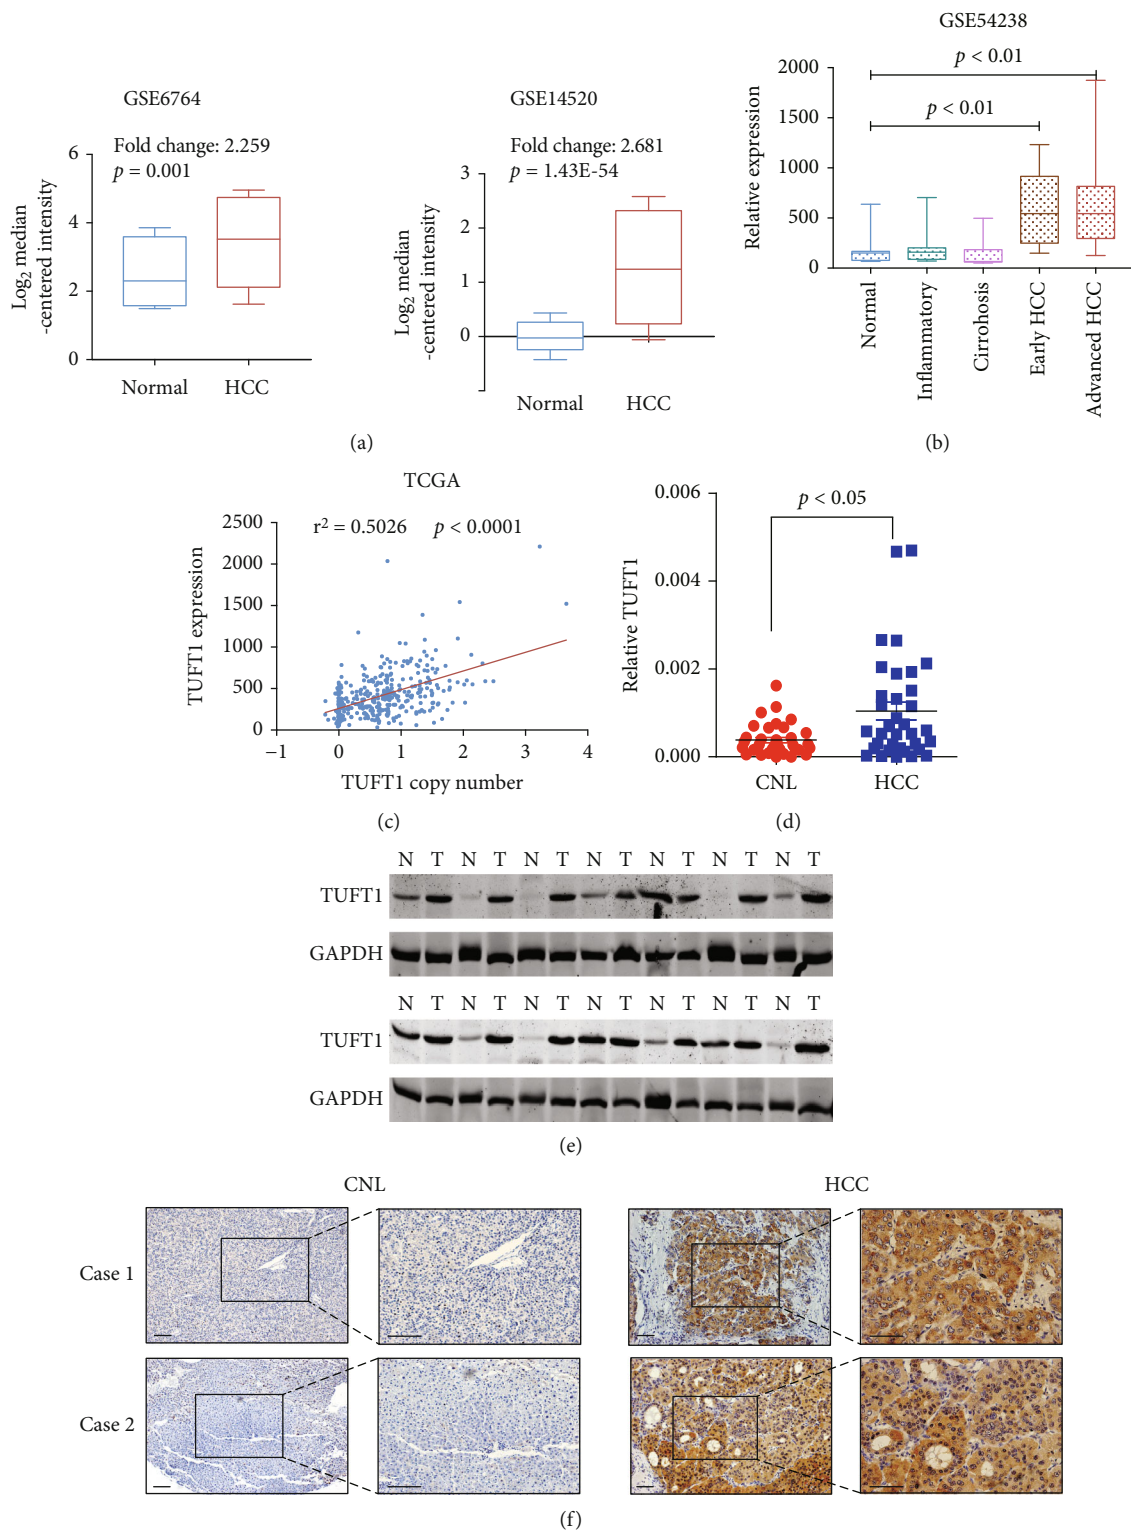 GSE6764
Fold change: 2.259
p = 0.001
Log2 median
-centered intensity
6
4
2
0
Normal HCC
GSE14520
Fold change: 2.681
p = 1.43E-54
Log2 median
-centered intensity
3
2
1
0
Normal HCC
(a)
GSE54238
p < 0.01
p < 0.01
Relative expression
2000
1500
1000
500
0
Normal
Inflammatory
Cirrohosis
Early HCC
Advanced HCC
(b)
TCGA
r2 = 0.5026 p < 0.0001
TUFT1 expression
2500
2000
1500
1000
500
0
−1 0 1 2 3 4
TUFT1 copy number
(c)
p < 0.05
Relative TUFT1
0.006
0.004
0.002
0.000
CNL HCC
(d)
N T N T N T N T N T N T N T
TUFT1
GAPDH
N T N T N T N T N T N T N T
TUFT1
GAPDH
(e)
CNL HCC
Case 1
Case 2
(f)